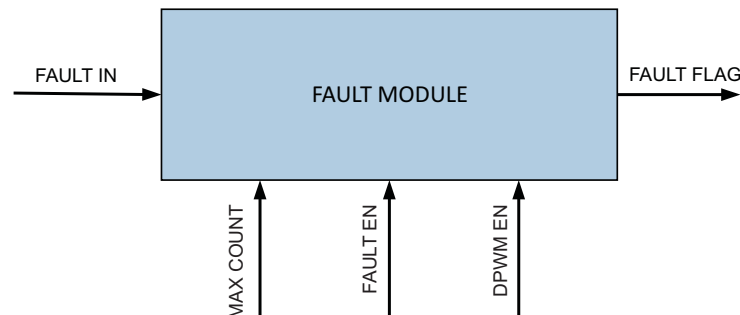 FAULT IN
FAULT MODULE
FAULT FLAG
MAX COUNT
FAULT EN
DPWM EN